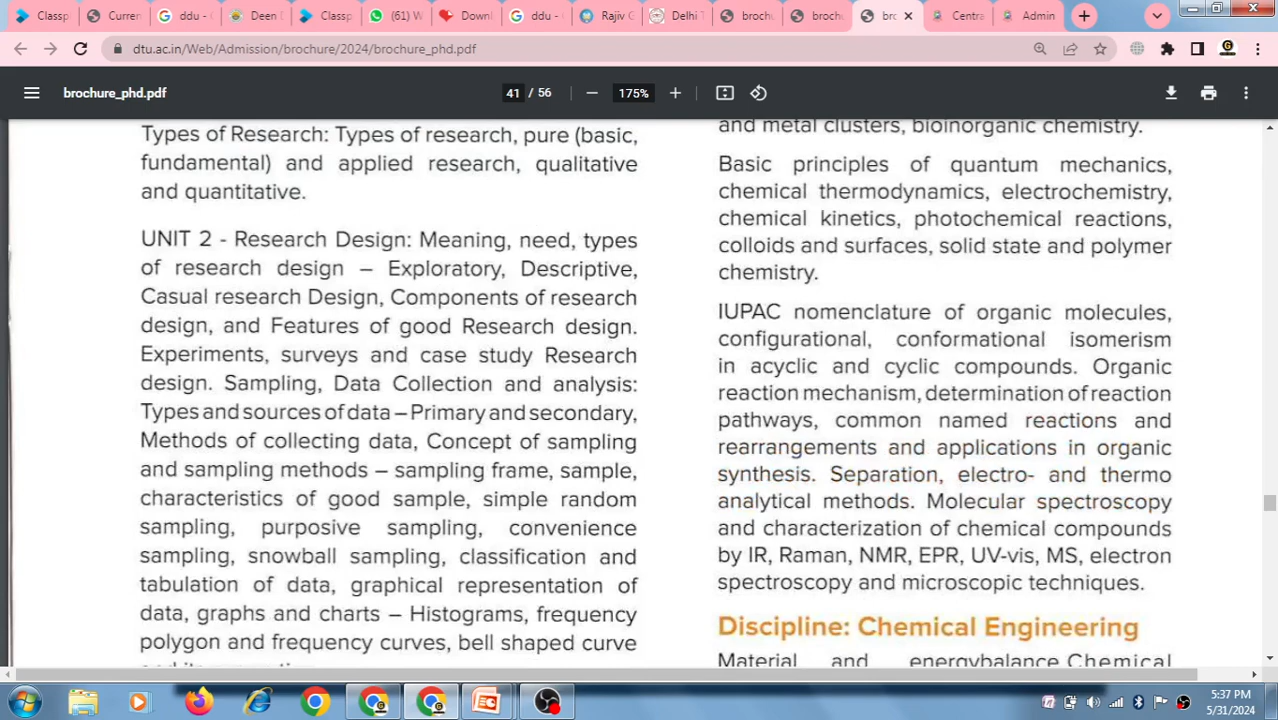 Classp
Curren
ddu -
Deen
Classp
(61) W
Downl
ddu -
Rajiv G
Delhi T
brochu
brochu
bro
Centra
Admin
dtu.ac.in/Web/Admission/brochure/2024/brochure_phd.pdf
brochure_phd.pdf
41 / 56
175%
Types of Research: Types of research, pure (basic,
fundamental) and applied research, qualitative
and quantitative.
UNIT 2 - Research Design: Meaning, need, types
of research design – Exploratory, Descriptive,
Casual research Design, Components of research
design, and Features of good Research design.
Experiments, surveys and case study Research
design. Sampling, Data Collection and analysis:
Types and sources of data – Primary and secondary,
Methods of collecting data, Concept of sampling
and sampling methods – sampling frame, sample,
characteristics of good sample, simple random
sampling, purposive sampling, convenience
sampling, snowball sampling, classification and
tabulation of data, graphical representation of
data, graphs and charts – Histograms, frequency
polygon and frequency curves, bell shaped curve
and metal clusters, bioinorganic chemistry.
Basic principles of quantum mechanics,
chemical thermodynamics, electrochemistry,
chemical kinetics, photochemical reactions,
colloids and surfaces, solid state and polymer
chemistry.
IUPAC nomenclature of organic molecules,
configurational, conformational isomerism
in acyclic and cyclic compounds. Organic
reaction mechanism, determination of reaction
pathways, common named reactions and
rearrangements and applications in organic
synthesis. Separation, electro- and thermo
analytical methods. Molecular spectroscopy
and characterization of chemical compounds
by IR, Raman, NMR, EPR, UV-vis, MS, electron
spectroscopy and microscopic techniques.
Discipline: Chemical Engineering
Material and energybalance Chemical
5:37 PM
5/31/2024